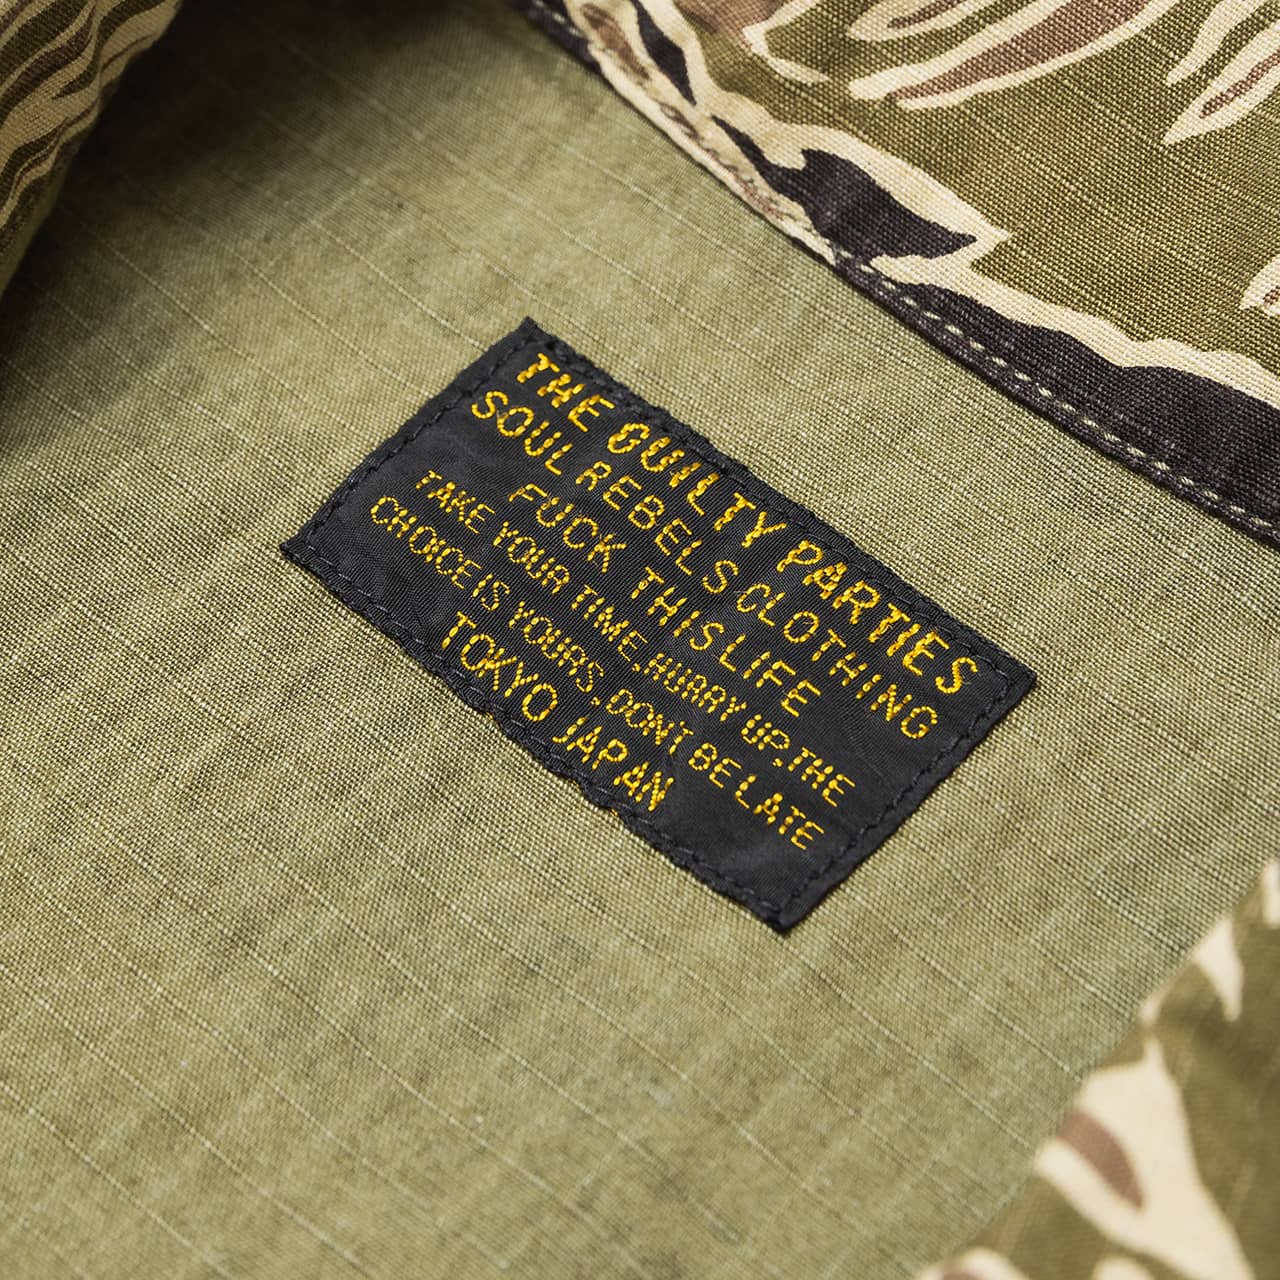 THE GUILTY PARTIES
SOUL REBELS CLOTHING
FUCK THIS LIFE
TAKE YOUR TIME.HURRY UP.THE
CHOICE IS YOURS.DONT BE LATE
TOKYO JAPAN